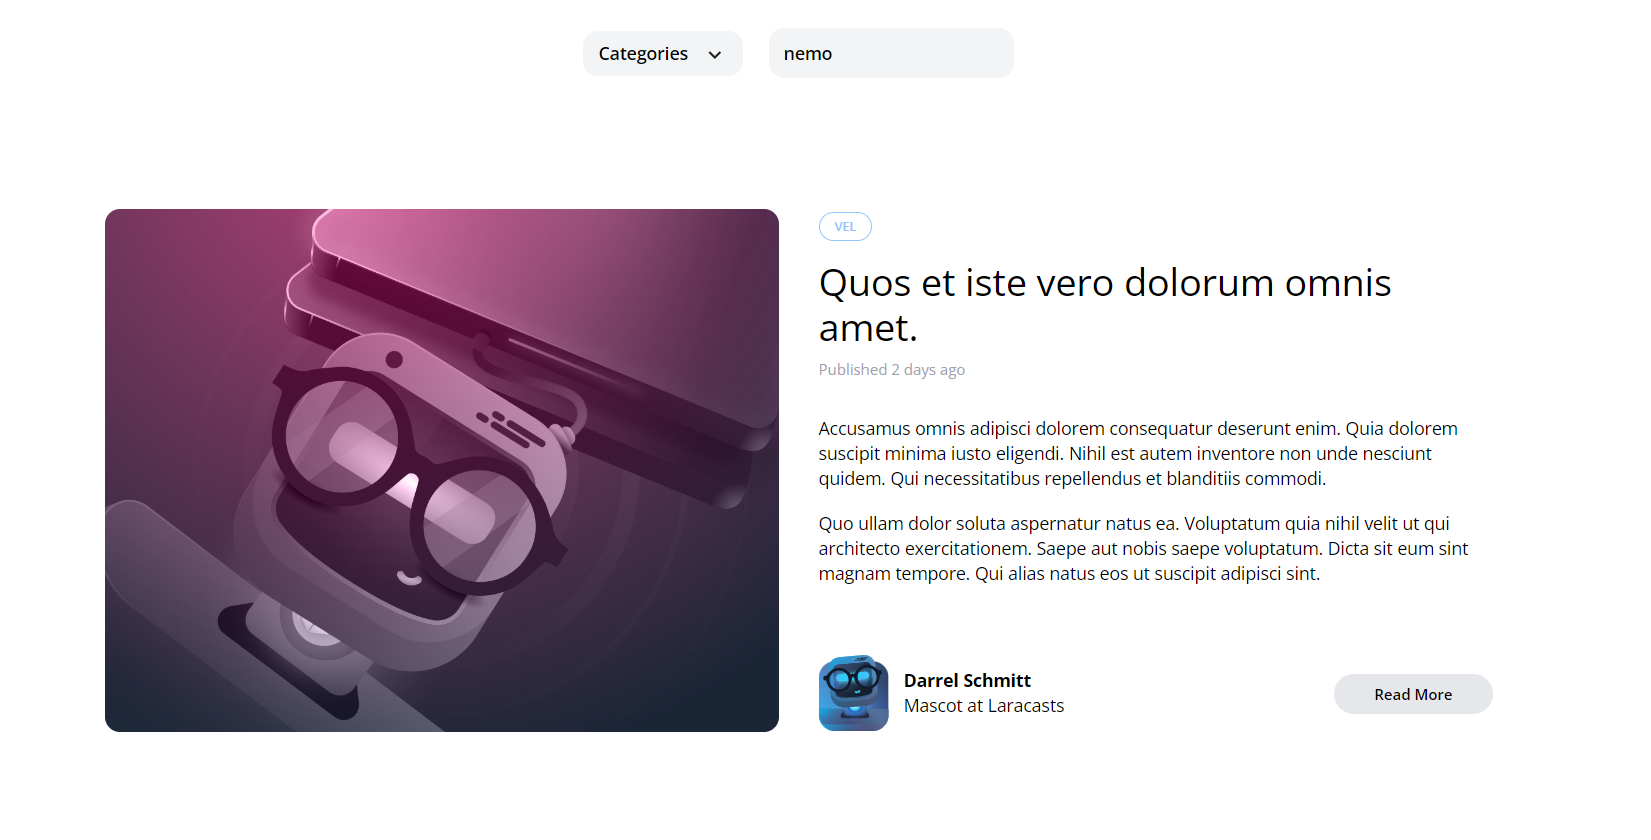 Categories
nemo
VEL
Quos et iste vero dolorum omnis
amet.
Published 2 days ago
Accusamus omnis adipisci dolorem consequatur deserunt enim. Quia dolorem
suscipit minima iusto eligendi. Nihil est autem inventore non unde nesciunt
quidem. Qui necessitatibus repellendus et blanditiis commodi.
Quo ullam dolor soluta aspernatur natus ea. Voluptatum quia nihil velit ut qui
architecto exercitationem. Saepe aut nobis saepe voluptatum. Dicta sit eum sint
magnam tempore. Qui alias natus eos ut suscipit adipisci sint.
Darrel Schmitt
Mascot at Laracasts
Read More